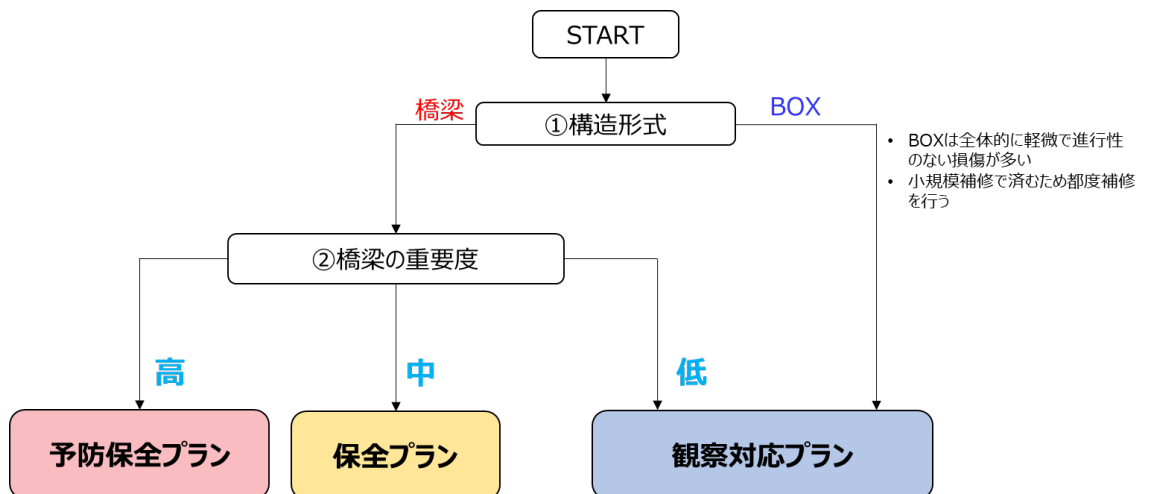 START
橋梁
①構造形式
BOX
• BOXは全体的に軽微で進行性
のない損傷が多い
• 小規模補修で済むため都度補修
を行う
②橋梁の重要度
高
中
低
予防保全プラン
保全プラン
観察対応プラン